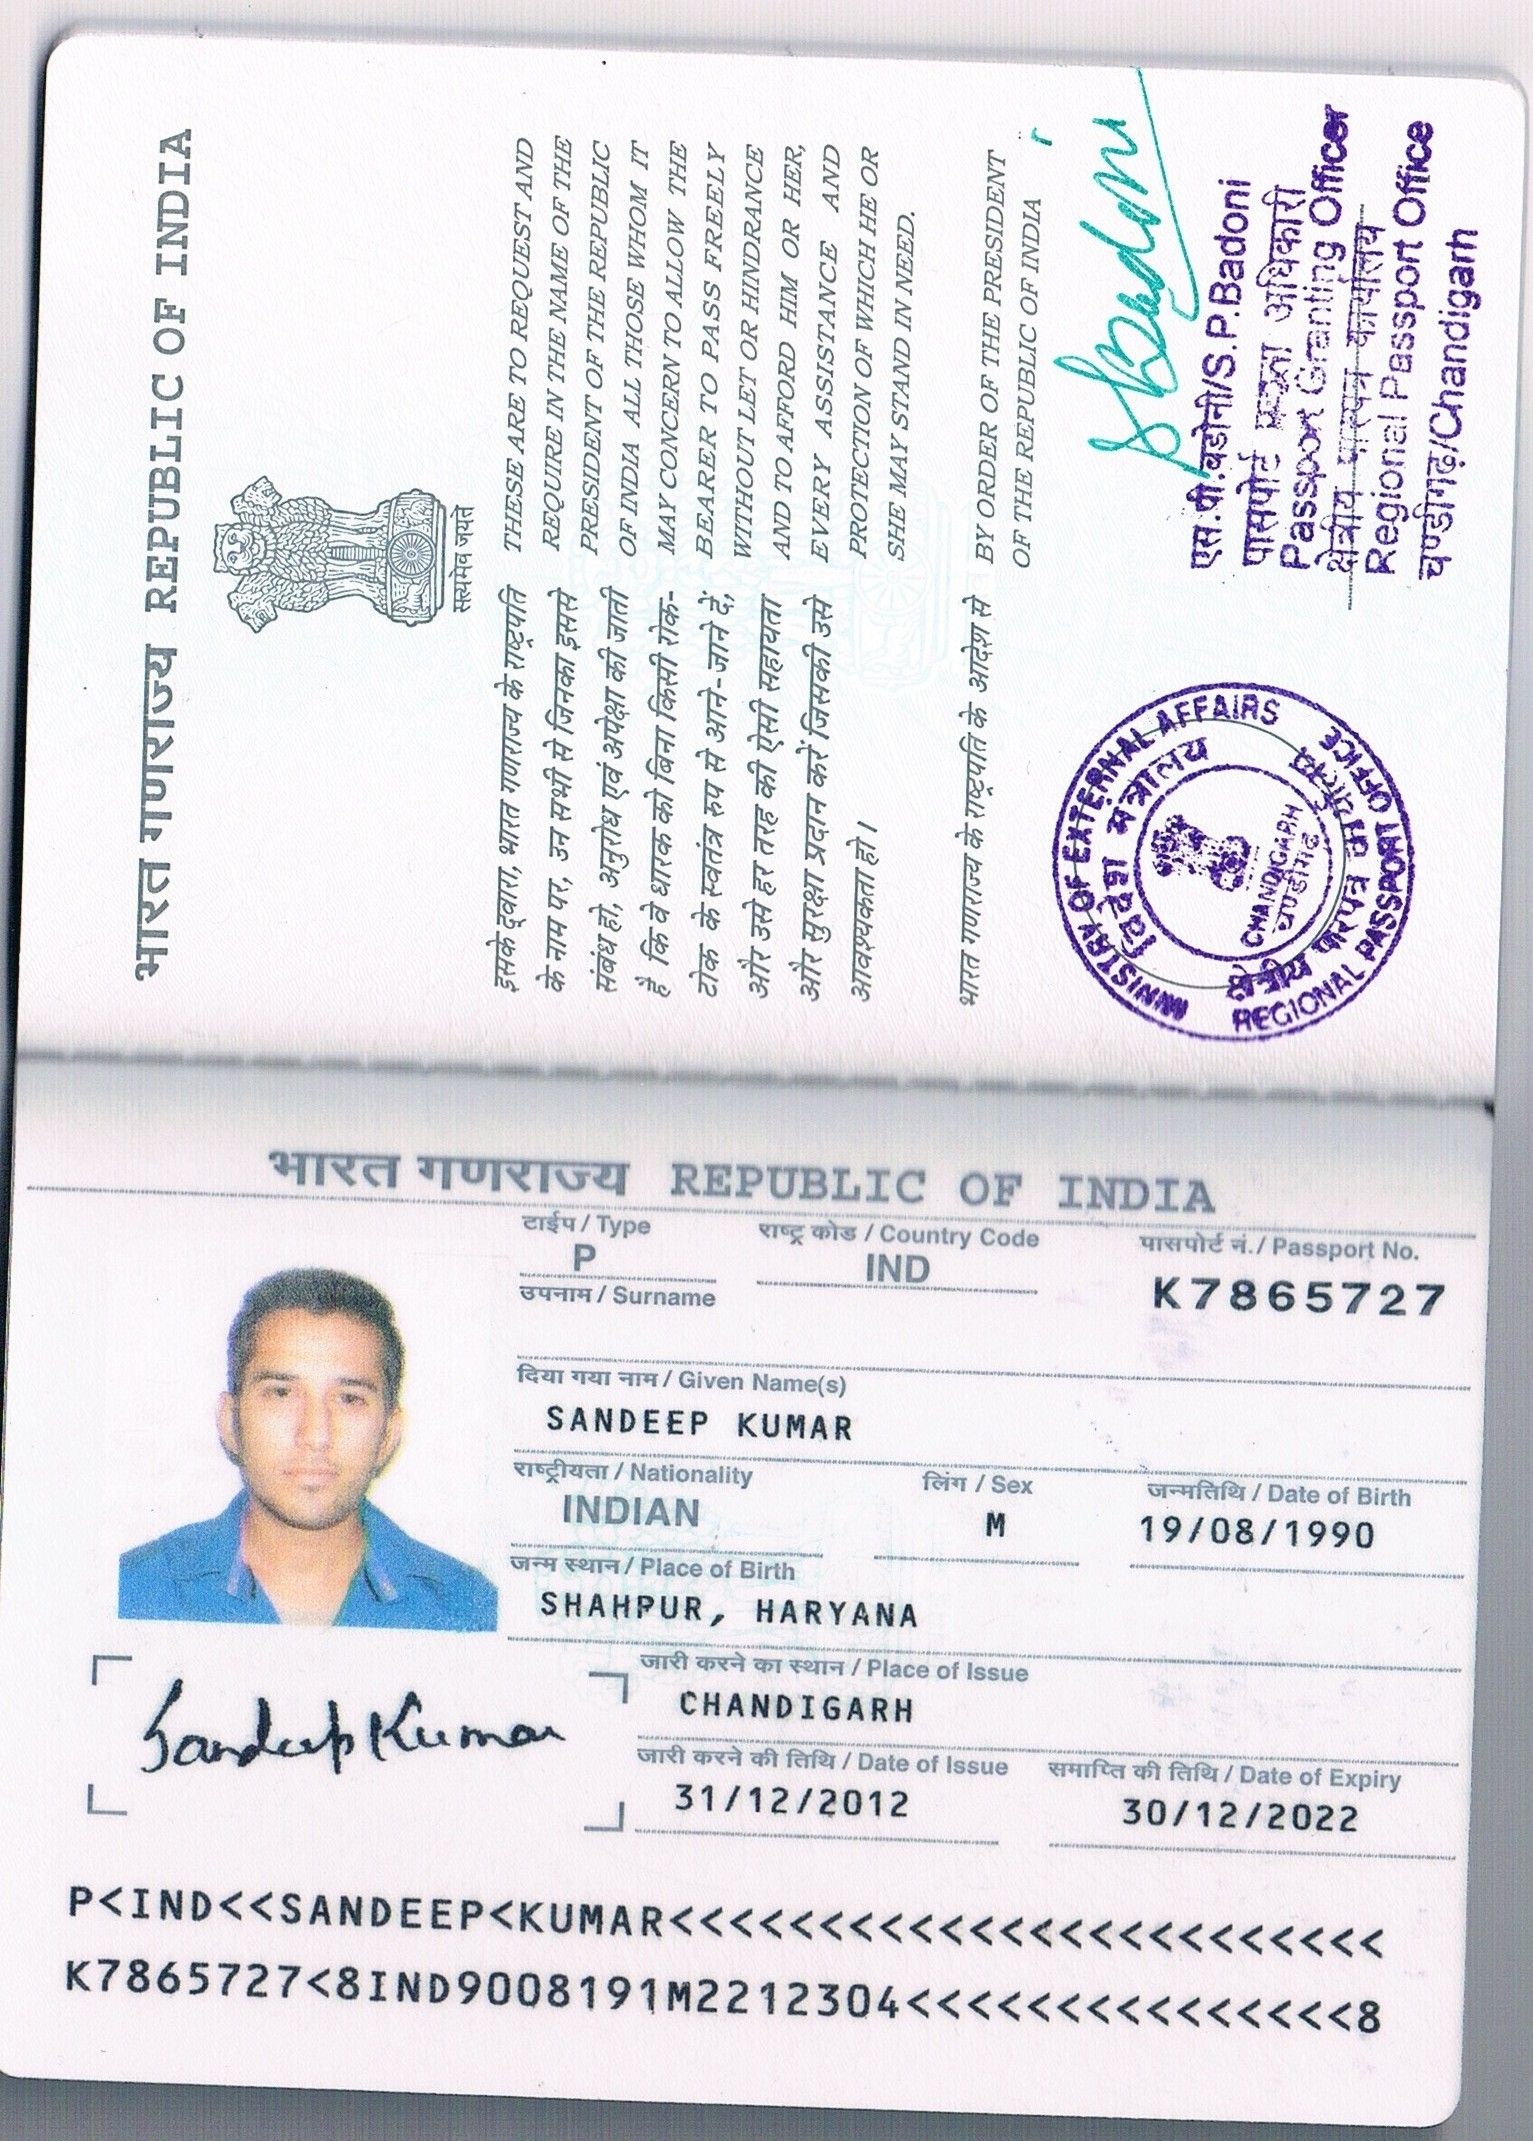 भारत गणराज्य REPUBLIC OF INDIA
सत्यमेव जयते
इसके द्वारा, भारत गणराज्य के राष्ट्रपति
के नाम पर, उन सभी से जिनका इससे
संबंध हो, अनुरोध एवं अपेक्षा की जाती
है कि वे धारक को बिना किसी रोक-
टोक के स्वतंत्र रुप से आने-जाने दें,
और उसे हर तरह की ऐसी सहायता
और सुरक्षा प्रदान करें जिसकी उसे
आवश्यकता हो।
भारत गणराज्य के राष्ट्रपति के आदेश से
THESE ARE TO REQUEST AND
REQUIRE IN THE NAME OF THE
PRESIDENT OF THE REPUBLIC
OF INDIA ALL THOSE WHOM IT
MAY CONCERN TO ALLOW THE
BEARER TO PASS FREELY
WITHOUT LET OR HINDRANCE
AND TO AFFORD HIM OR HER,
EVERY ASSISTANCE AND
PROTECTION OF WHICH HE OR
SHE MAY STAND IN NEED.
BY ORDER OF THE PRESIDENT
OF THE REPUBLIC OF INDIA
MINISTRY OF EXTERNAL AFFAIRS
विदेश मंत्रालय
CHANDIGARH
चण्डीगढ़
क्षेत्रीय पारपत्र कार्यालय
REGIONAL PASSPORT OFFICE
SBadoni
एस.पी.बडोनी/S.P.Badoni
पासपोर्ट प्रदाता अधिकारी
Passport Granting Officer
क्षेत्रीय पारपत्र कार्यालय
Regional Passport Office
चण्डीगढ़/Chandigarh
भारत गणराज्य REPUBLIC OF INDIA
टाईप / Type राष्ट्र कोड / Country Code पासपोर्ट नं. / Passport No.
P IND K7865727
उपनाम / Surname
दिया गया नाम / Given Name(s)
SANDEEP KUMAR
राष्ट्रीयता / Nationality लिंग / Sex जन्मतिथि / Date of Birth
INDIAN M 19/08/1990
जन्म स्थान / Place of Birth
SHAHPUR, HARYANA
जारी करने का स्थान / Place of Issue
CHANDIGARH
Sandeep Kumar
जारी करने की तिथि / Date of Issue समाप्ति की तिथि / Date of Expiry
31/12/2012 30/12/2022
P<IND<<SANDEEP<KUMAR<<<<<<<<<<<<<<<<<<<<<<<<
K7865727<8IND9008191M2212304<<<<<<<<<<<<<<<8